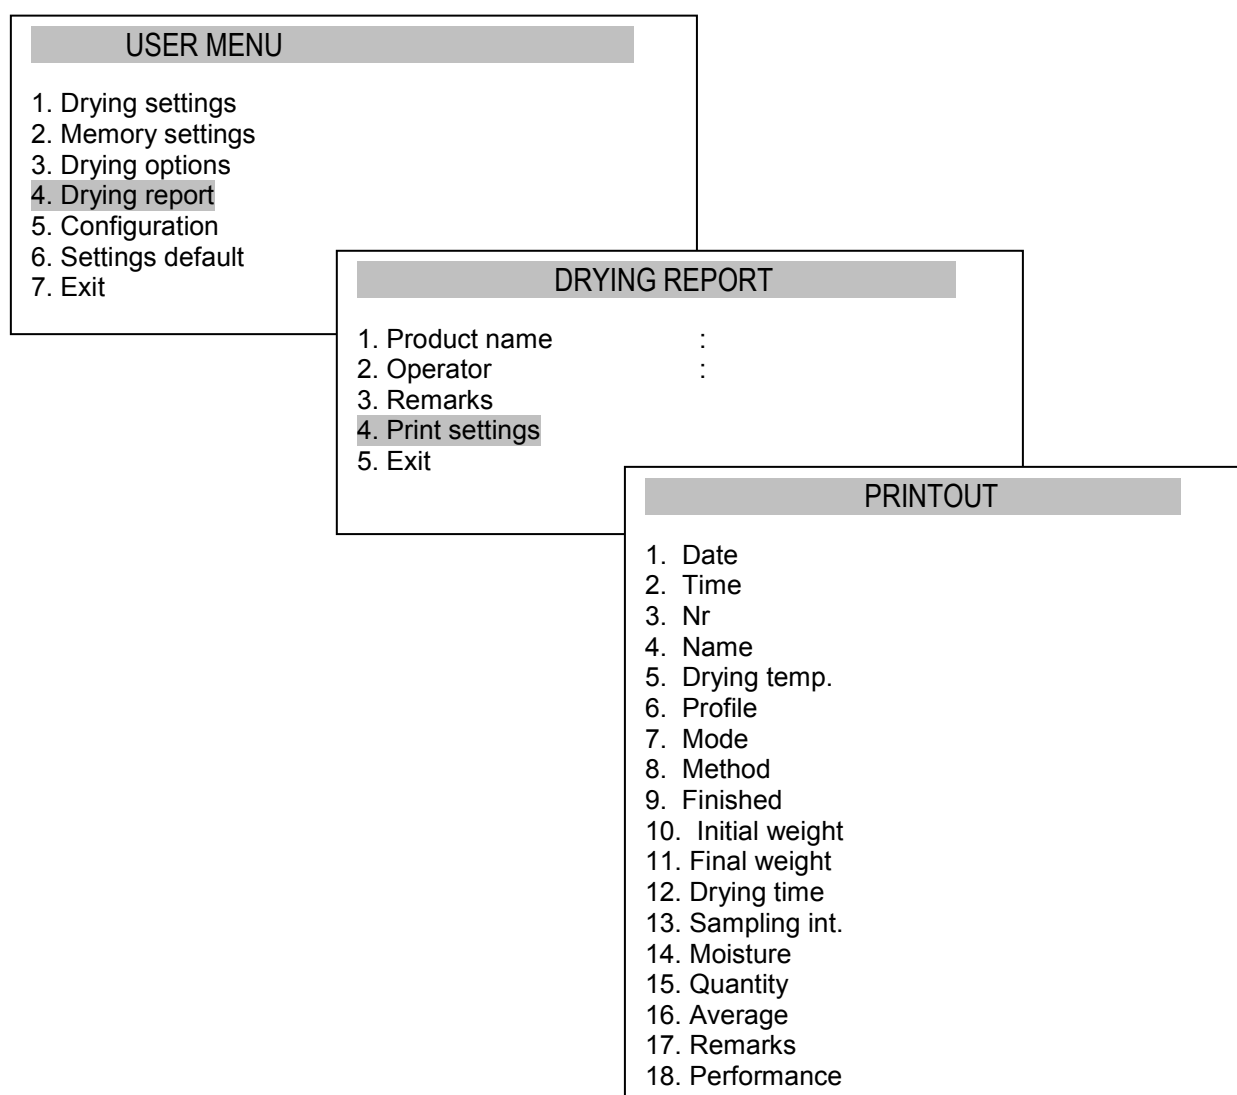 USER MENU
1. Drying settings
2. Memory settings
3. Drying options
4. Drying report
5. Configuration
6. Settings default
7. Exit
DRYING REPORT
1. Product name :
2. Operator :
3. Remarks
4. Print settings
5. Exit
PRINTOUT
1. Date
2. Time
3. Nr
4. Name
5. Drying temp.
6. Profile
7. Mode
8. Method
9. Finished
10. Initial weight
11. Final weight
12. Drying time
13. Sampling int.
14. Moisture
15. Quantity
16. Average
17. Remarks
18. Performance